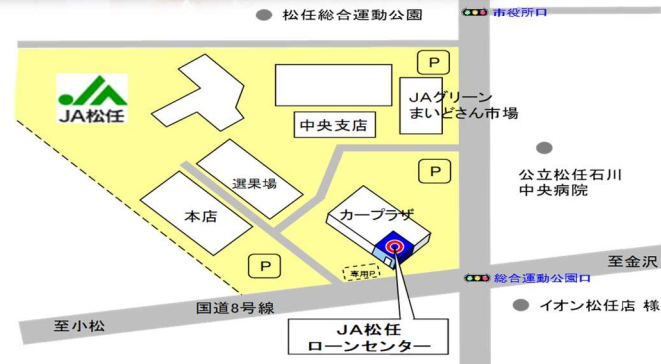 松任総合運動公園
市役所口
P
JA松任
JAグリーン
まいどさん市場
中央支店
公立松任石川
中央病院
P
選果場
本店
カープラザ
P
専用P
至金沢
総合運動公園口
国道8号線
イオン松任店 様
至小松
JA松任
ローンセンター